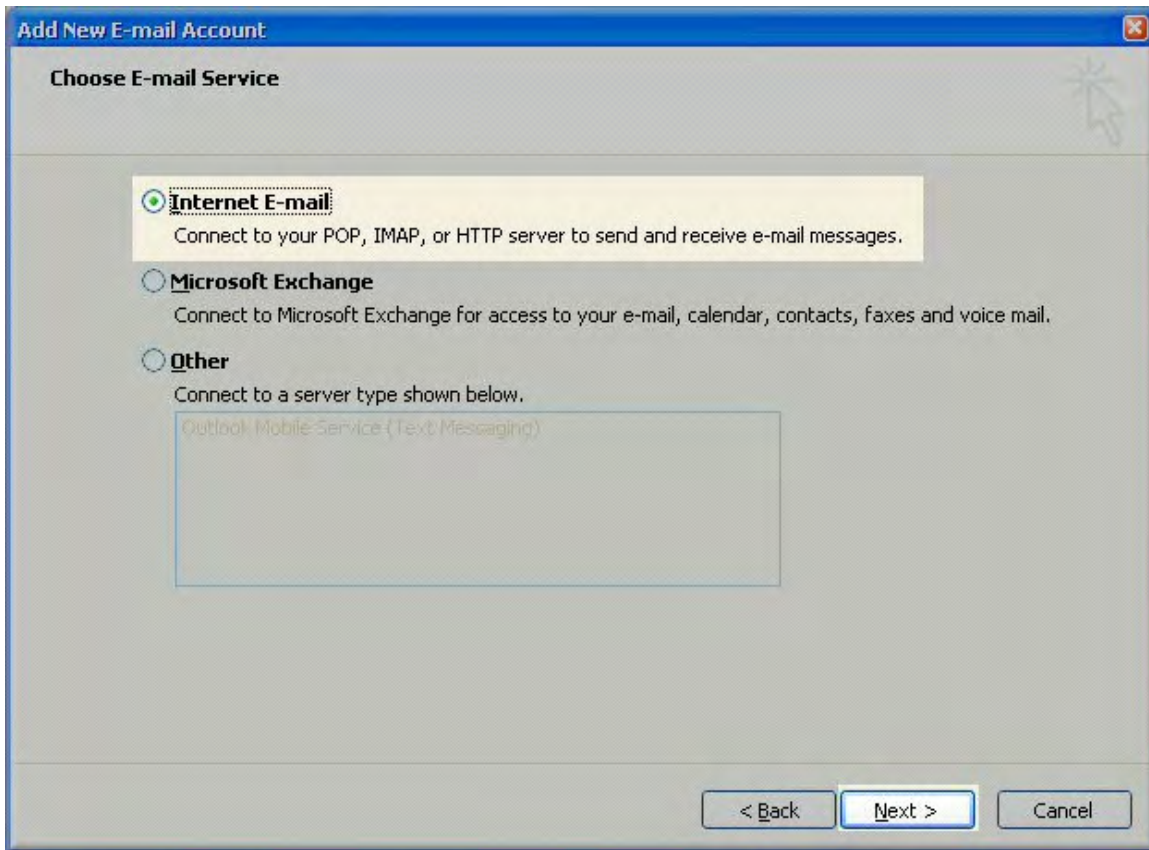 Add New E-mail Account
Choose E-mail Service
Internet E-mail
Connect to your POP, IMAP, or HTTP server to send and receive e-mail messages.
Microsoft Exchange
Connect to Microsoft Exchange for access to your e-mail, calendar, contacts, faxes and voice mail.
Other
Connect to a server type shown below.
Outlook Mobile Service (Text Messaging)
< Back Next > Cancel